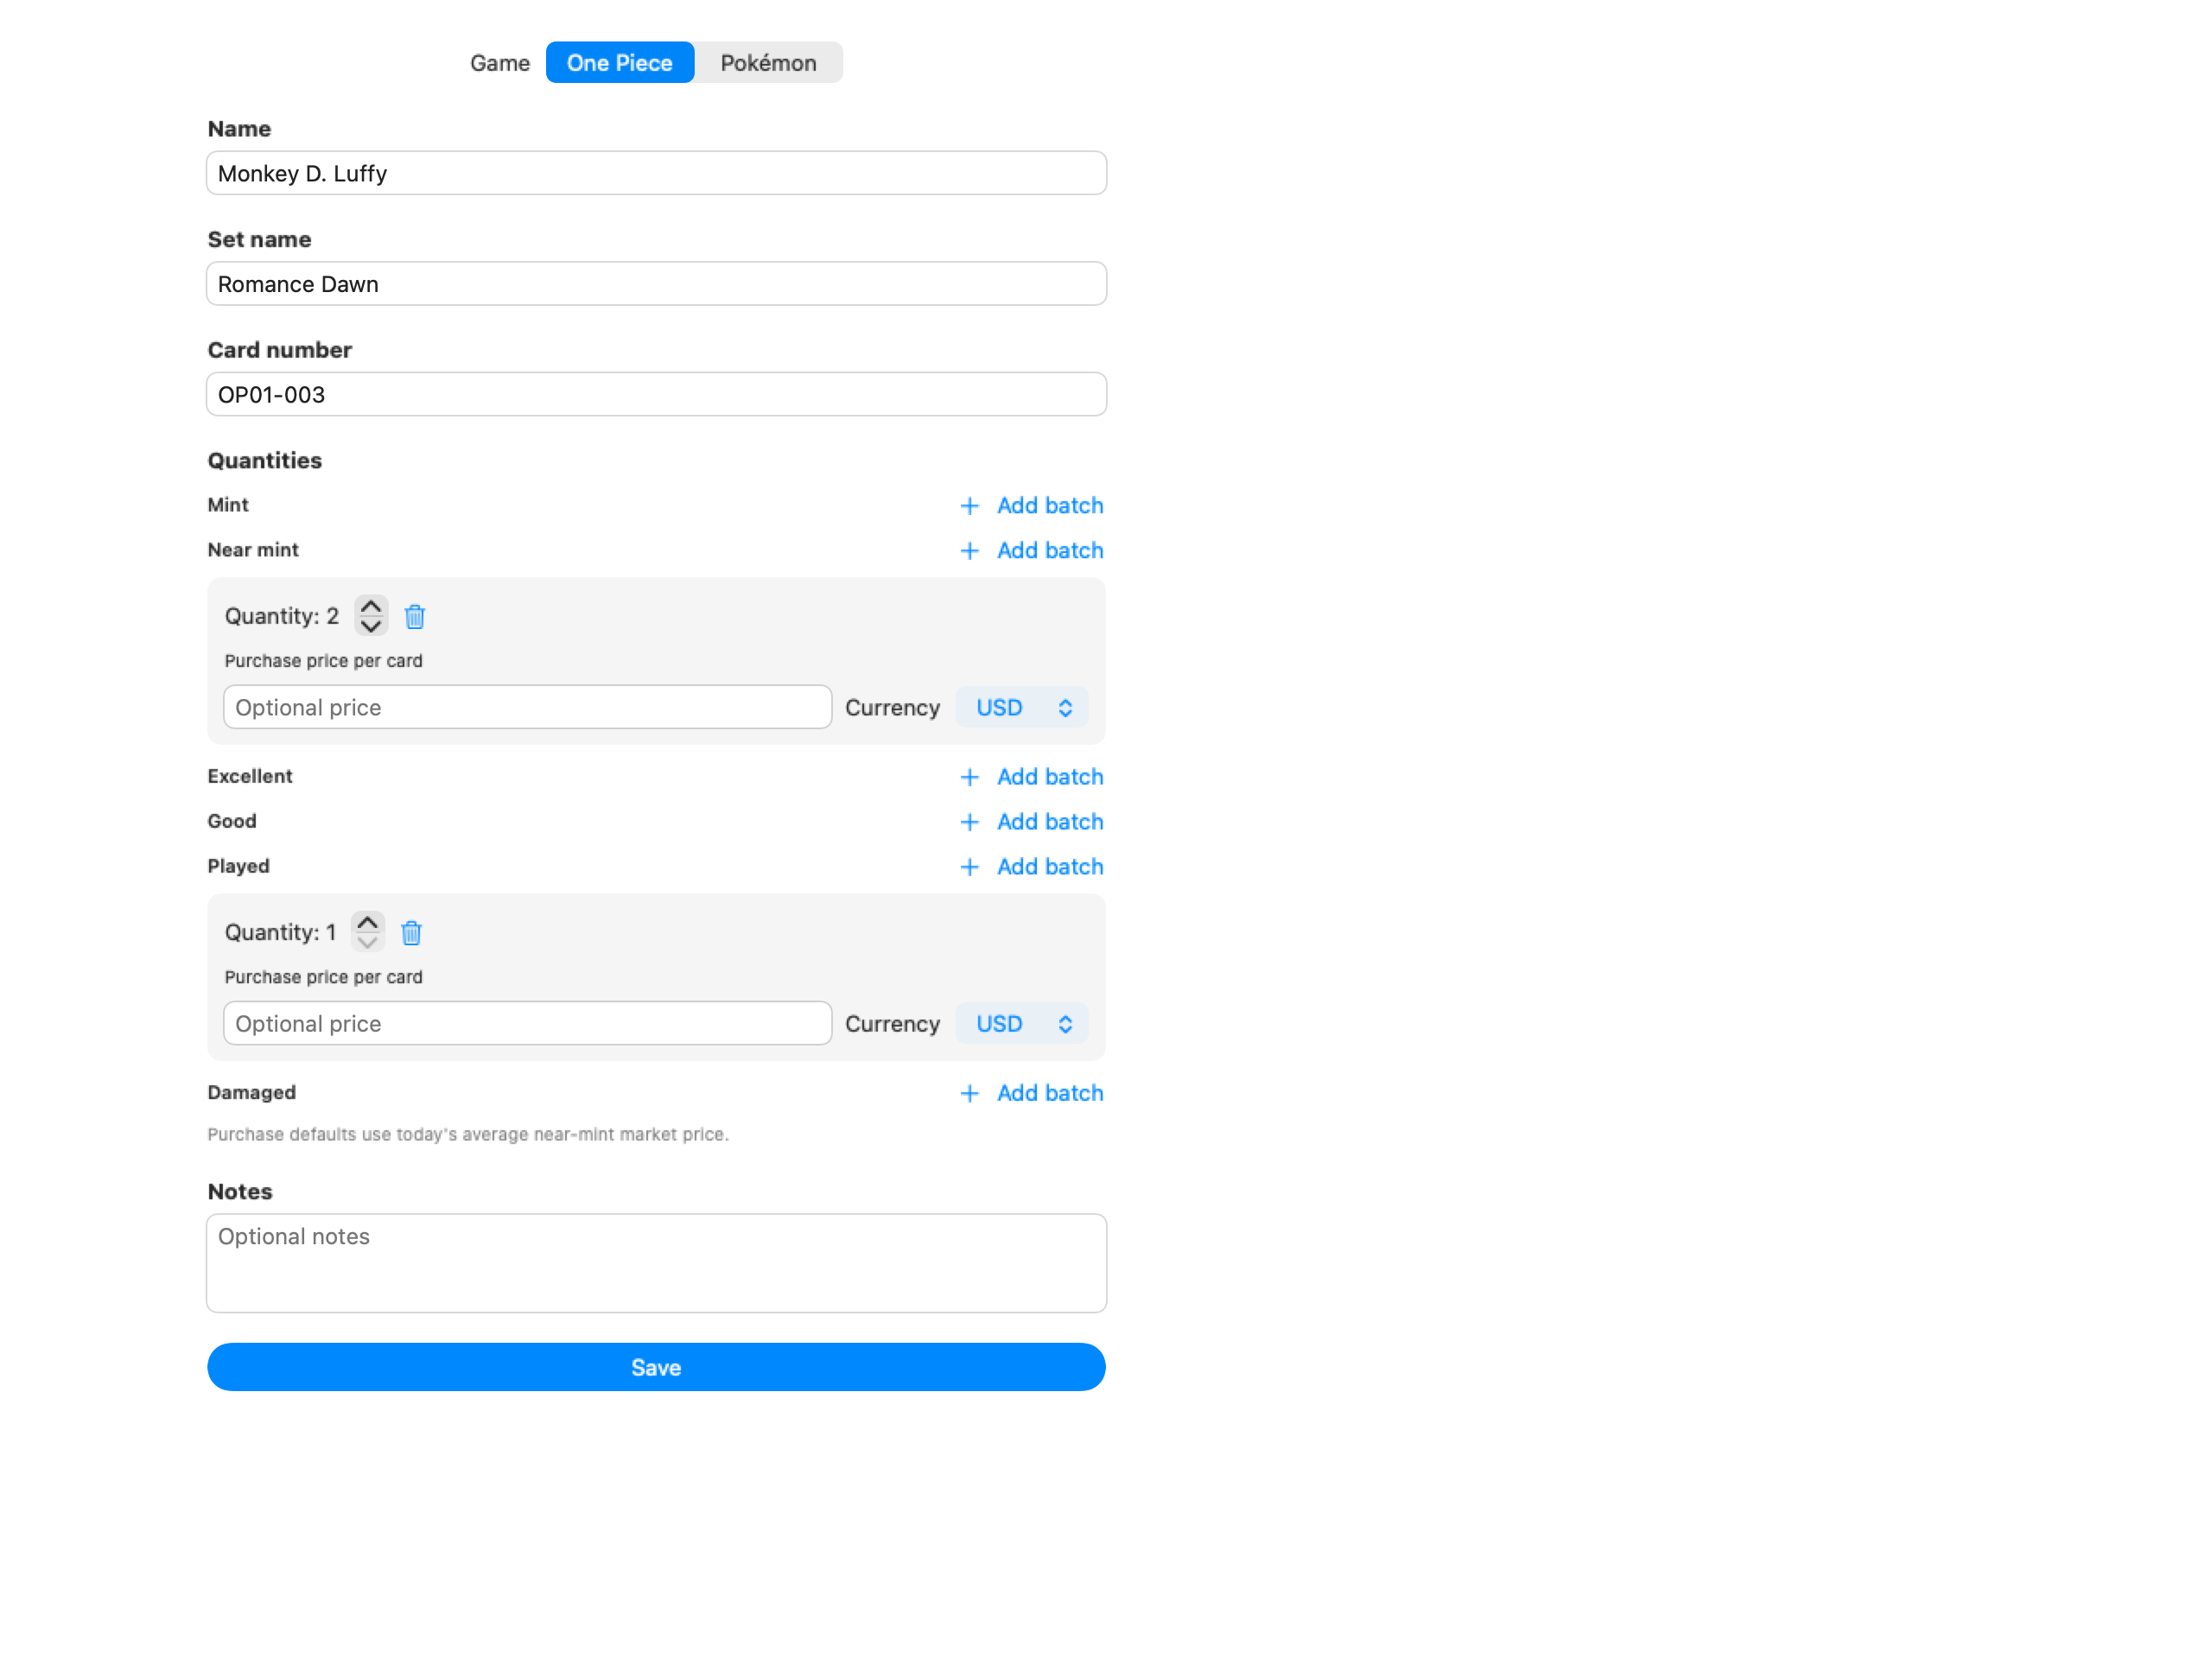 Game One Piece Pokémon
Name
Monkey D. Luffy
Set name
Romance Dawn
Card number
OP01-003
Quantities
Mint + Add batch
Near mint + Add batch
Quantity: 2
Purchase price per card
Optional price Currency USD
Excellent + Add batch
Good + Add batch
Played + Add batch
Quantity: 1
Purchase price per card
Optional price Currency USD
Damaged + Add batch
Purchase defaults use today's average near-mint market price.
Notes
Optional notes
Save